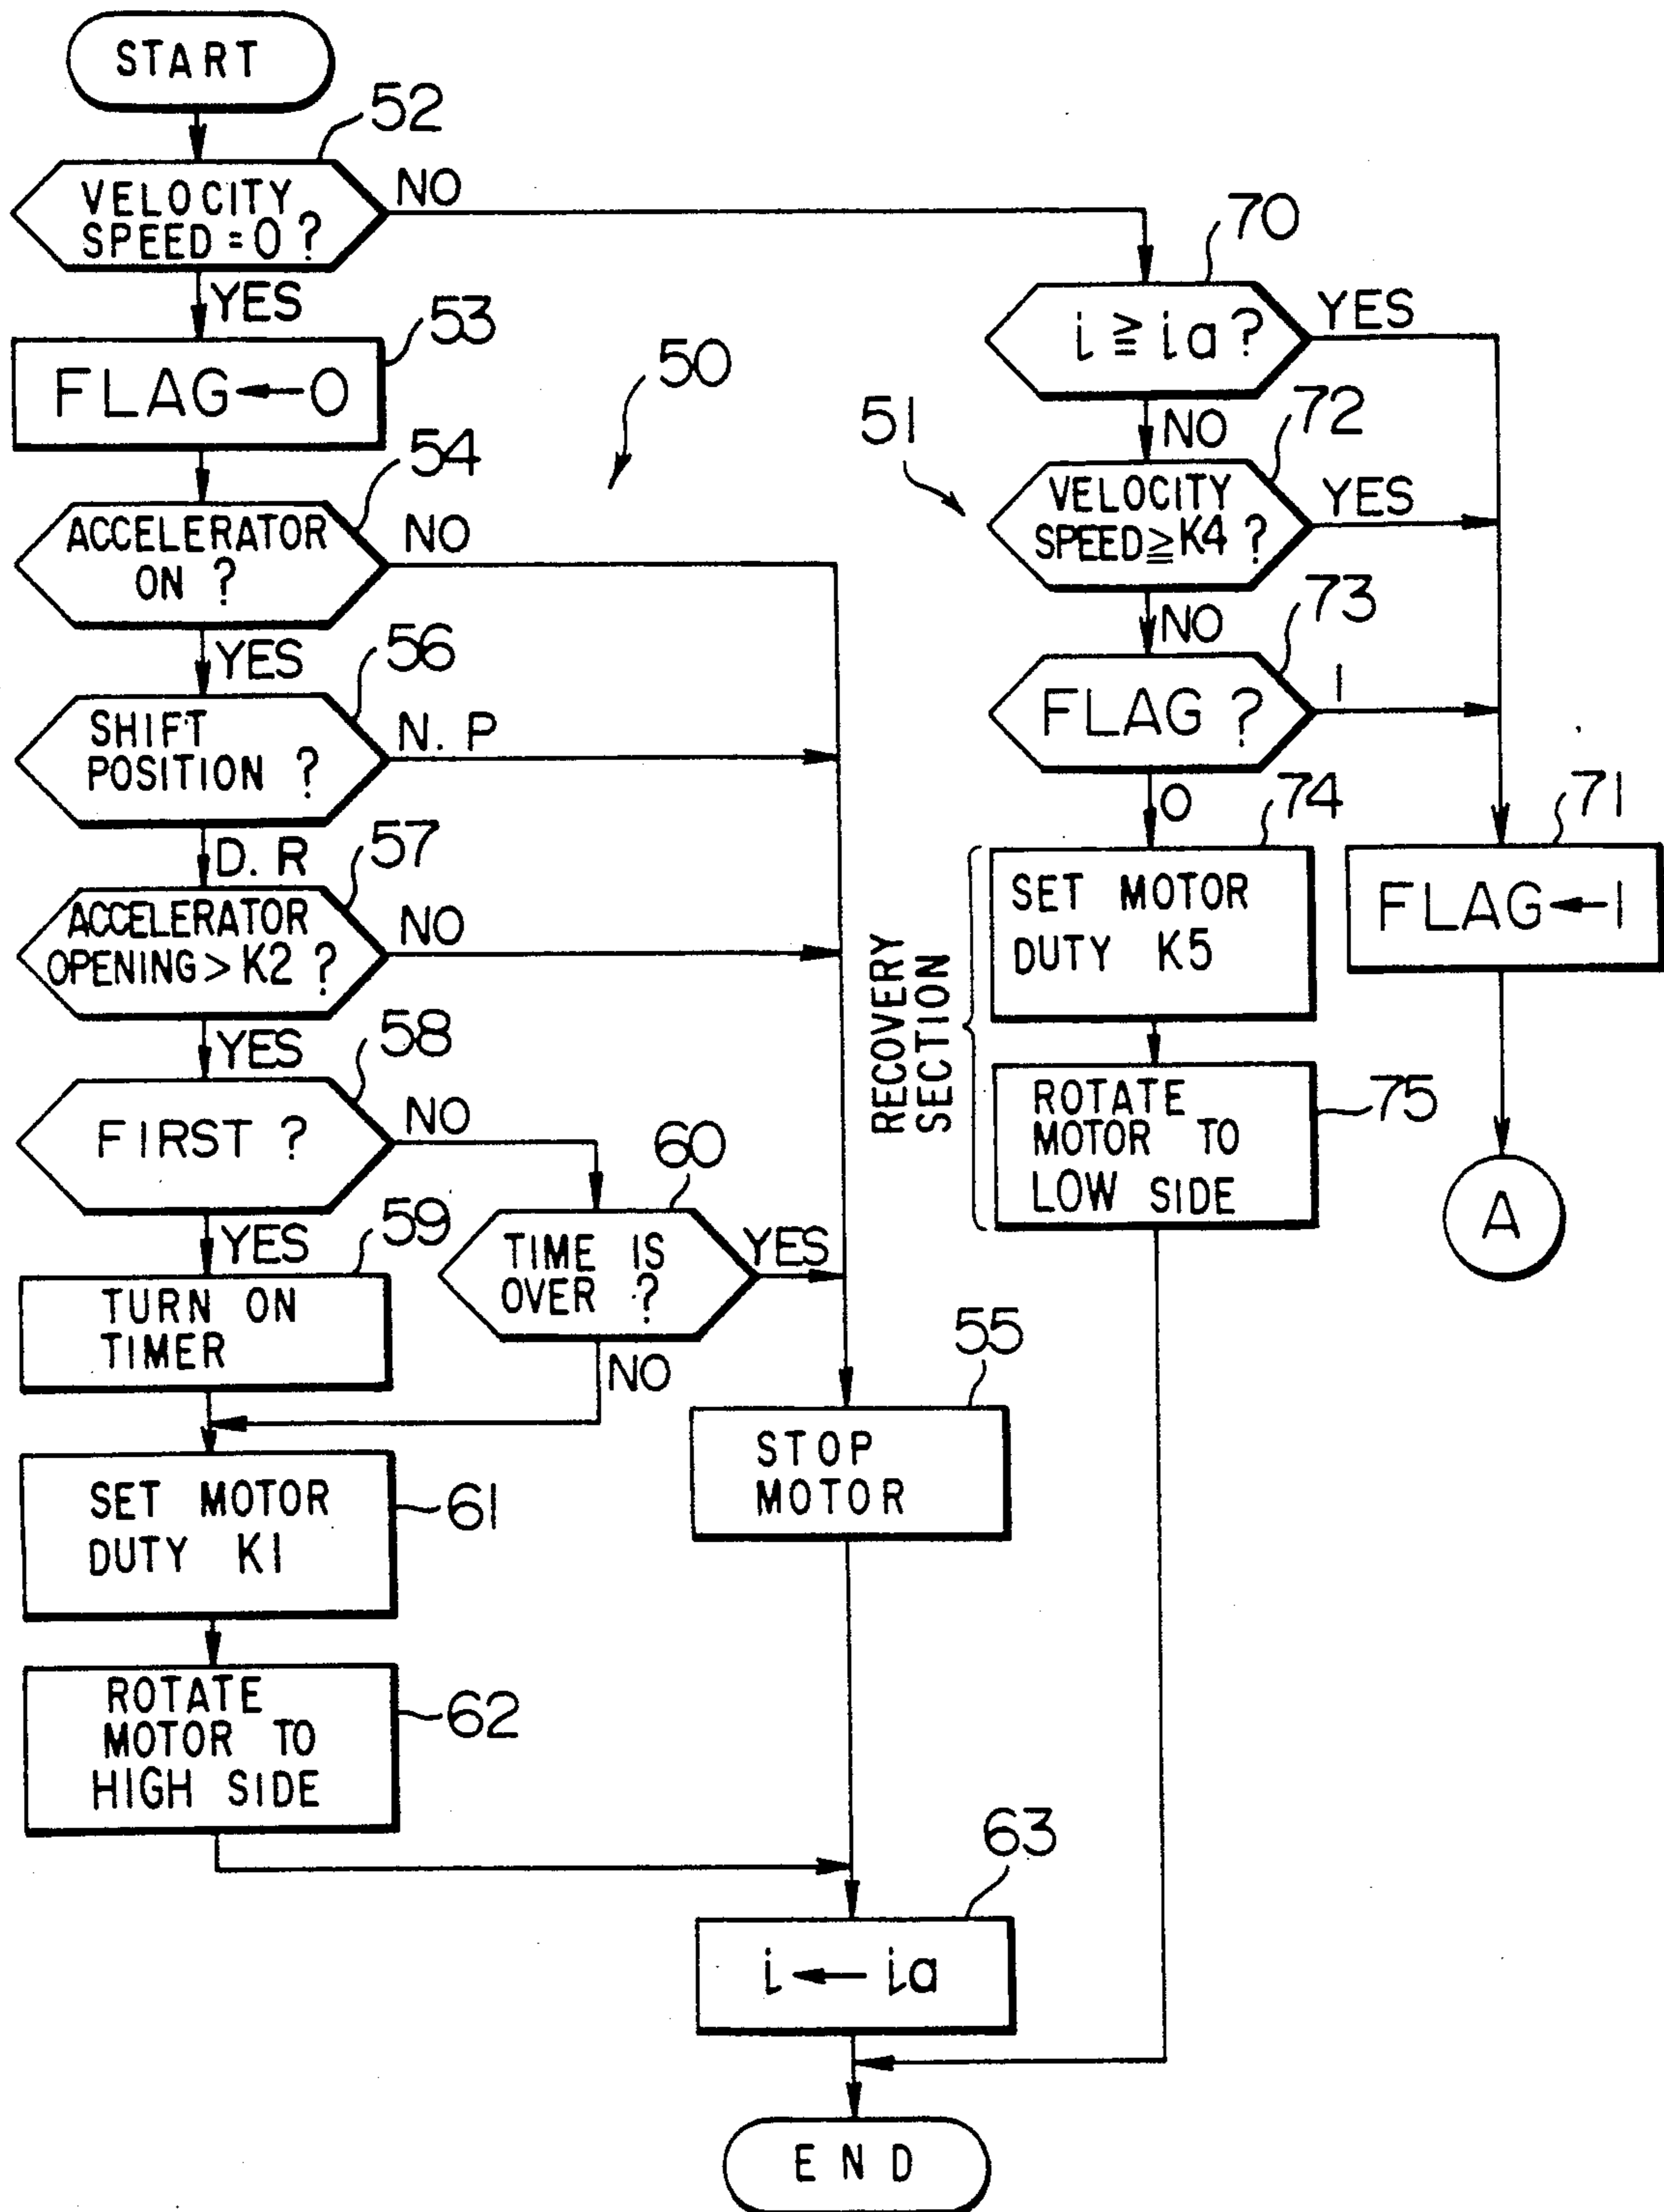 START
52
VELOCITY
SPEED = 0 ?
NO
YES
53
FLAG ← 0
54
ACCELERATOR
ON ?
NO
YES
56
SHIFT
POSITION ?
N. P
D. R
57
ACCELERATOR
OPENING > K2 ?
NO
YES
58
FIRST ?
NO
YES
59
TURN ON
TIMER
60
TIME IS
OVER ?
YES
NO
61
SET MOTOR
DUTY K1
62
ROTATE
MOTOR TO
HIGH SIDE
50
55
STOP
MOTOR
63
i ← ia
END
51
70
i ≧ ia ?
YES
NO
72
VELOCITY
SPEED ≧ K4 ?
YES
NO
73
FLAG ?
1
0
RECOVERY
SECTION
74
SET MOTOR
DUTY K5
75
ROTATE
MOTOR TO
LOW SIDE
71
FLAG ← 1
A